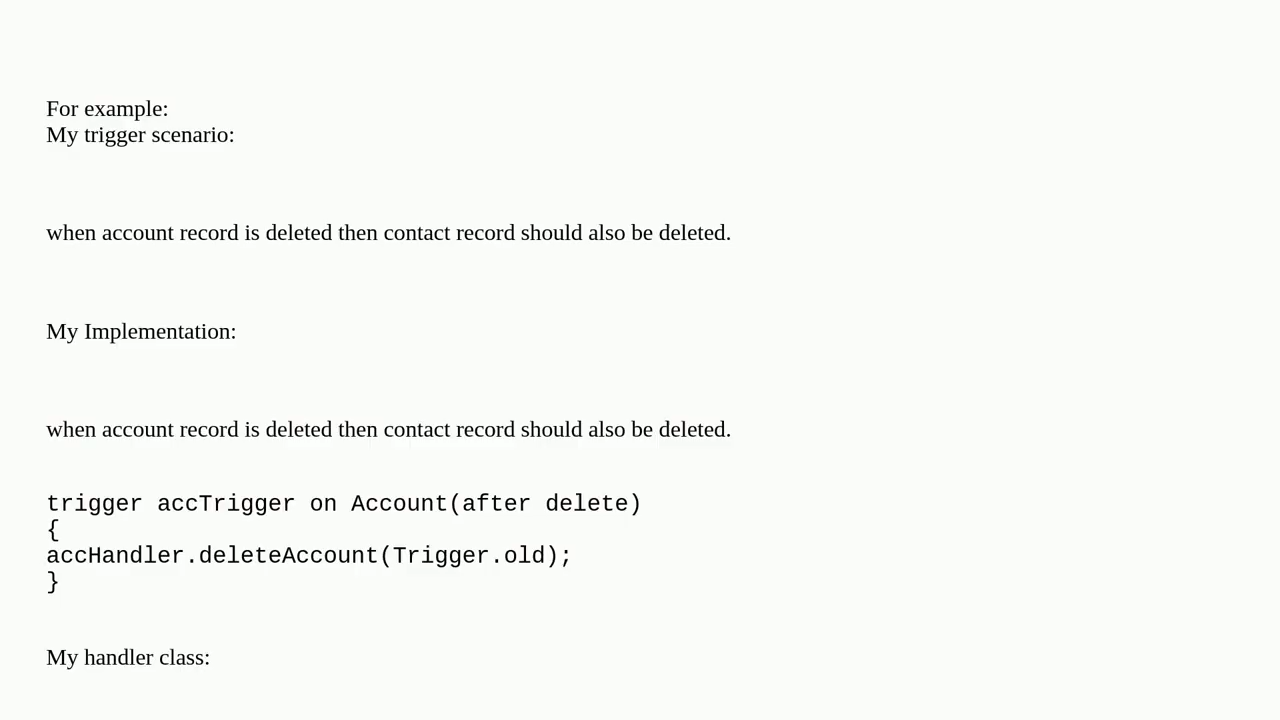 For example:
My trigger scenario:
when account record is deleted then contact record should also be deleted.
My Implementation:
when account record is deleted then contact record should also be deleted.
trigger accTrigger on Account(after delete)
{
accHandler.deleteAccount(Trigger.old);
}
My handler class: